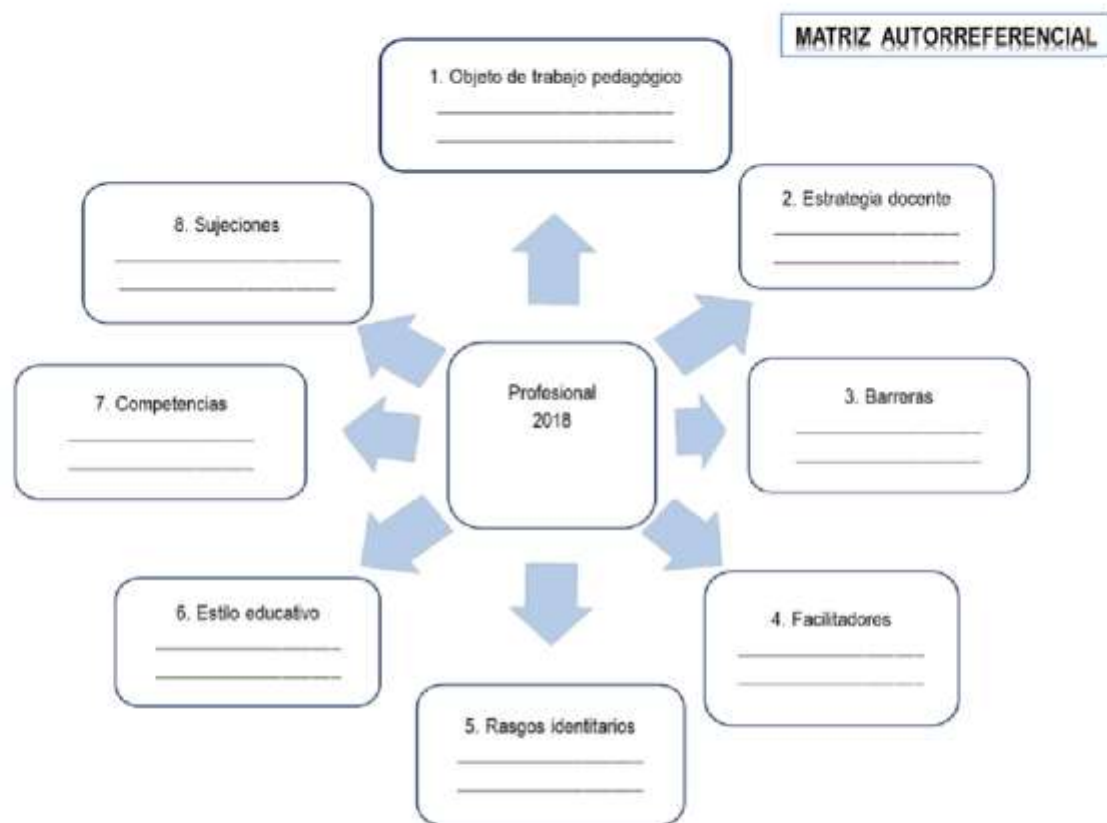 MATRIZ AUTORREFERENCIAL
1. Objeto de trabajo pedagógico
2. Estrategia docente
3. Barreras
4. Facilitadores
5. Rasgos identitarios
6. Estilo educativo
7. Competencias
8. Sujeciones
Profesional
2018